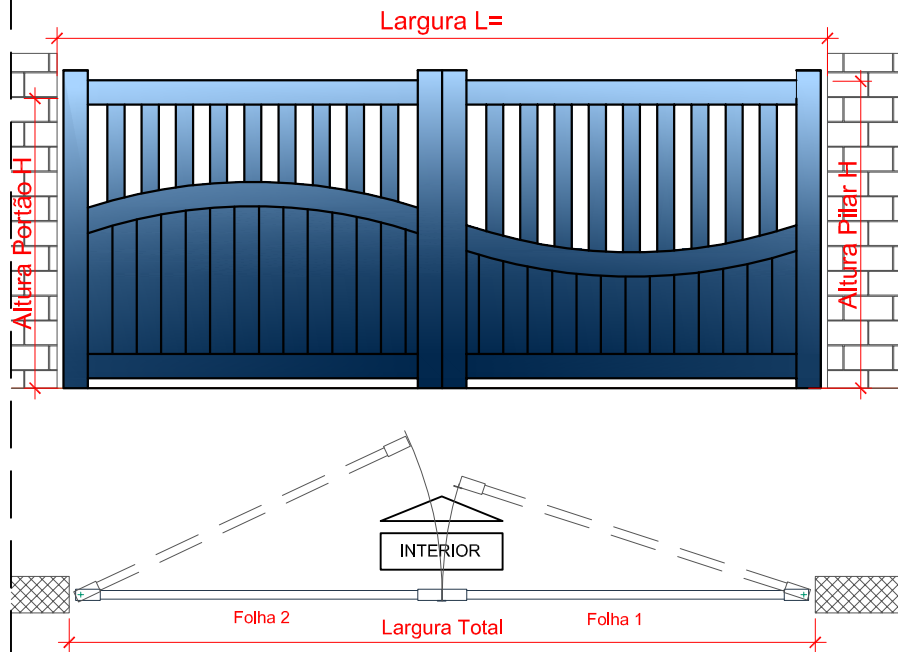 Largura L=
Altura Portão H
Altura Pilar H
INTERIOR
Folha 2
Folha 1
Largura Total